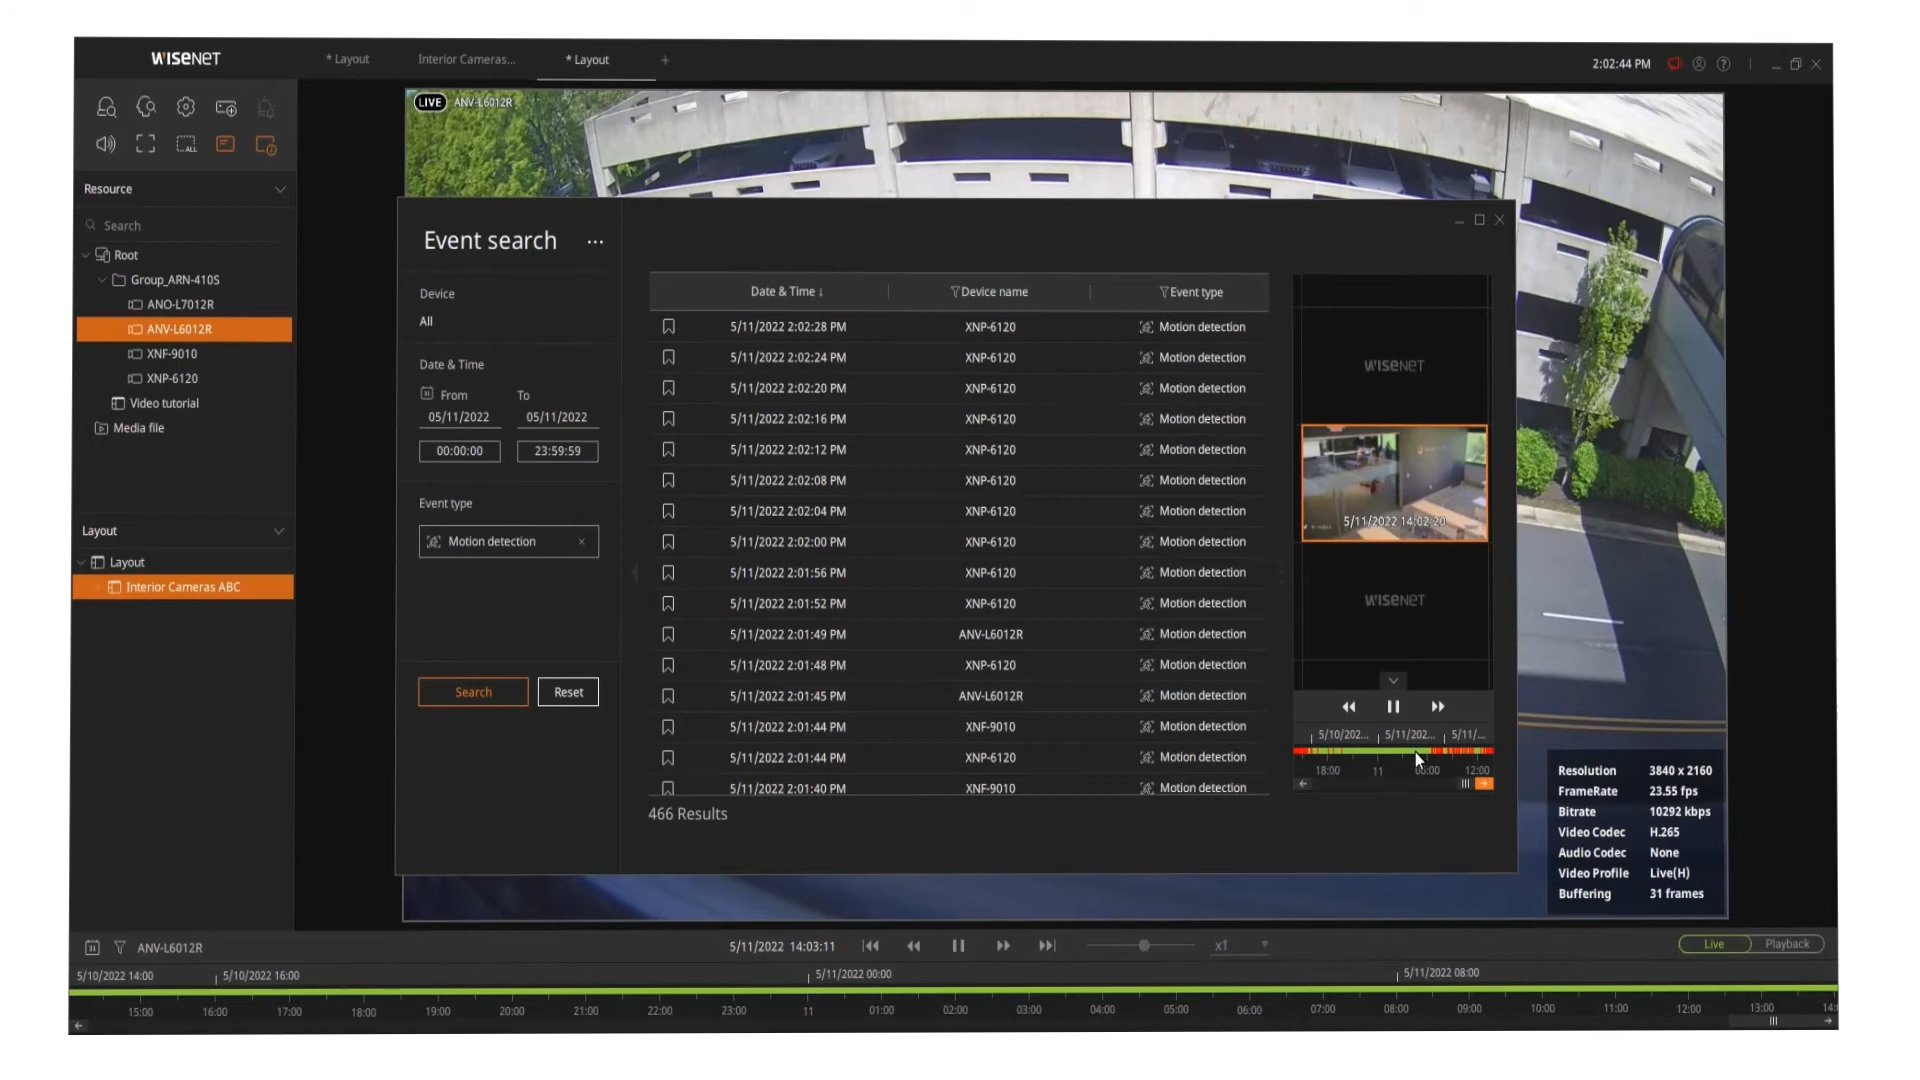 WISENET
* Layout
Interior Cameras...
* Layout
+
2:02:44 PM
LIVE ANV-L6012R
ALL
Resource
Search
Root
Group_ARN-410S
ANO-L7012R
ANV-L6012R
XNF-9010
XNP-6120
Video tutorial
Media file
Layout
Layout
Interior Cameras ABC
Event search ...
Device
All
Date & Time
31 From To
05/11/2022 05/11/2022
00:00:00 23:59:59
Event type
Motion detection ×
Search Reset
Date & Time ↓ Device name Event type
5/11/2022 2:02:28 PM XNP-6120 Motion detection
5/11/2022 2:02:24 PM XNP-6120 Motion detection
5/11/2022 2:02:20 PM XNP-6120 Motion detection
5/11/2022 2:02:16 PM XNP-6120 Motion detection
5/11/2022 2:02:12 PM XNP-6120 Motion detection
5/11/2022 2:02:08 PM XNP-6120 Motion detection
5/11/2022 2:02:04 PM XNP-6120 Motion detection
5/11/2022 2:02:00 PM XNP-6120 Motion detection
5/11/2022 2:01:56 PM XNP-6120 Motion detection
5/11/2022 2:01:52 PM XNP-6120 Motion detection
5/11/2022 2:01:49 PM ANV-L6012R Motion detection
5/11/2022 2:01:48 PM XNP-6120 Motion detection
5/11/2022 2:01:45 PM ANV-L6012R Motion detection
5/11/2022 2:01:44 PM XNF-9010 Motion detection
5/11/2022 2:01:44 PM XNP-6120 Motion detection
5/11/2022 2:01:40 PM XNF-9010 Motion detection
466 Results
WISENET
5/11/2022 14:02:20
WISENET
5/10/202... 5/11/202... 5/11/...
18:00 11 06:00 12:00
Resolution 3840 x 2160
FrameRate 23.55 fps
Bitrate 10292 kbps
Video Codec H.265
Audio Codec None
Video Profile Live(H)
Buffering 31 frames
31 ANV-L6012R
5/11/2022 14:03:11
x1
Live Playback
5/10/2022 14:00 5/10/2022 16:00 5/11/2022 00:00 5/11/2022 08:00
15:00 16:00 17:00 18:00 19:00 20:00 21:00 22:00 23:00 11 01:00 02:00 03:00 04:00 05:00 06:00 07:00 08:00 09:00 10:00 11:00 12:00 13:00 14: